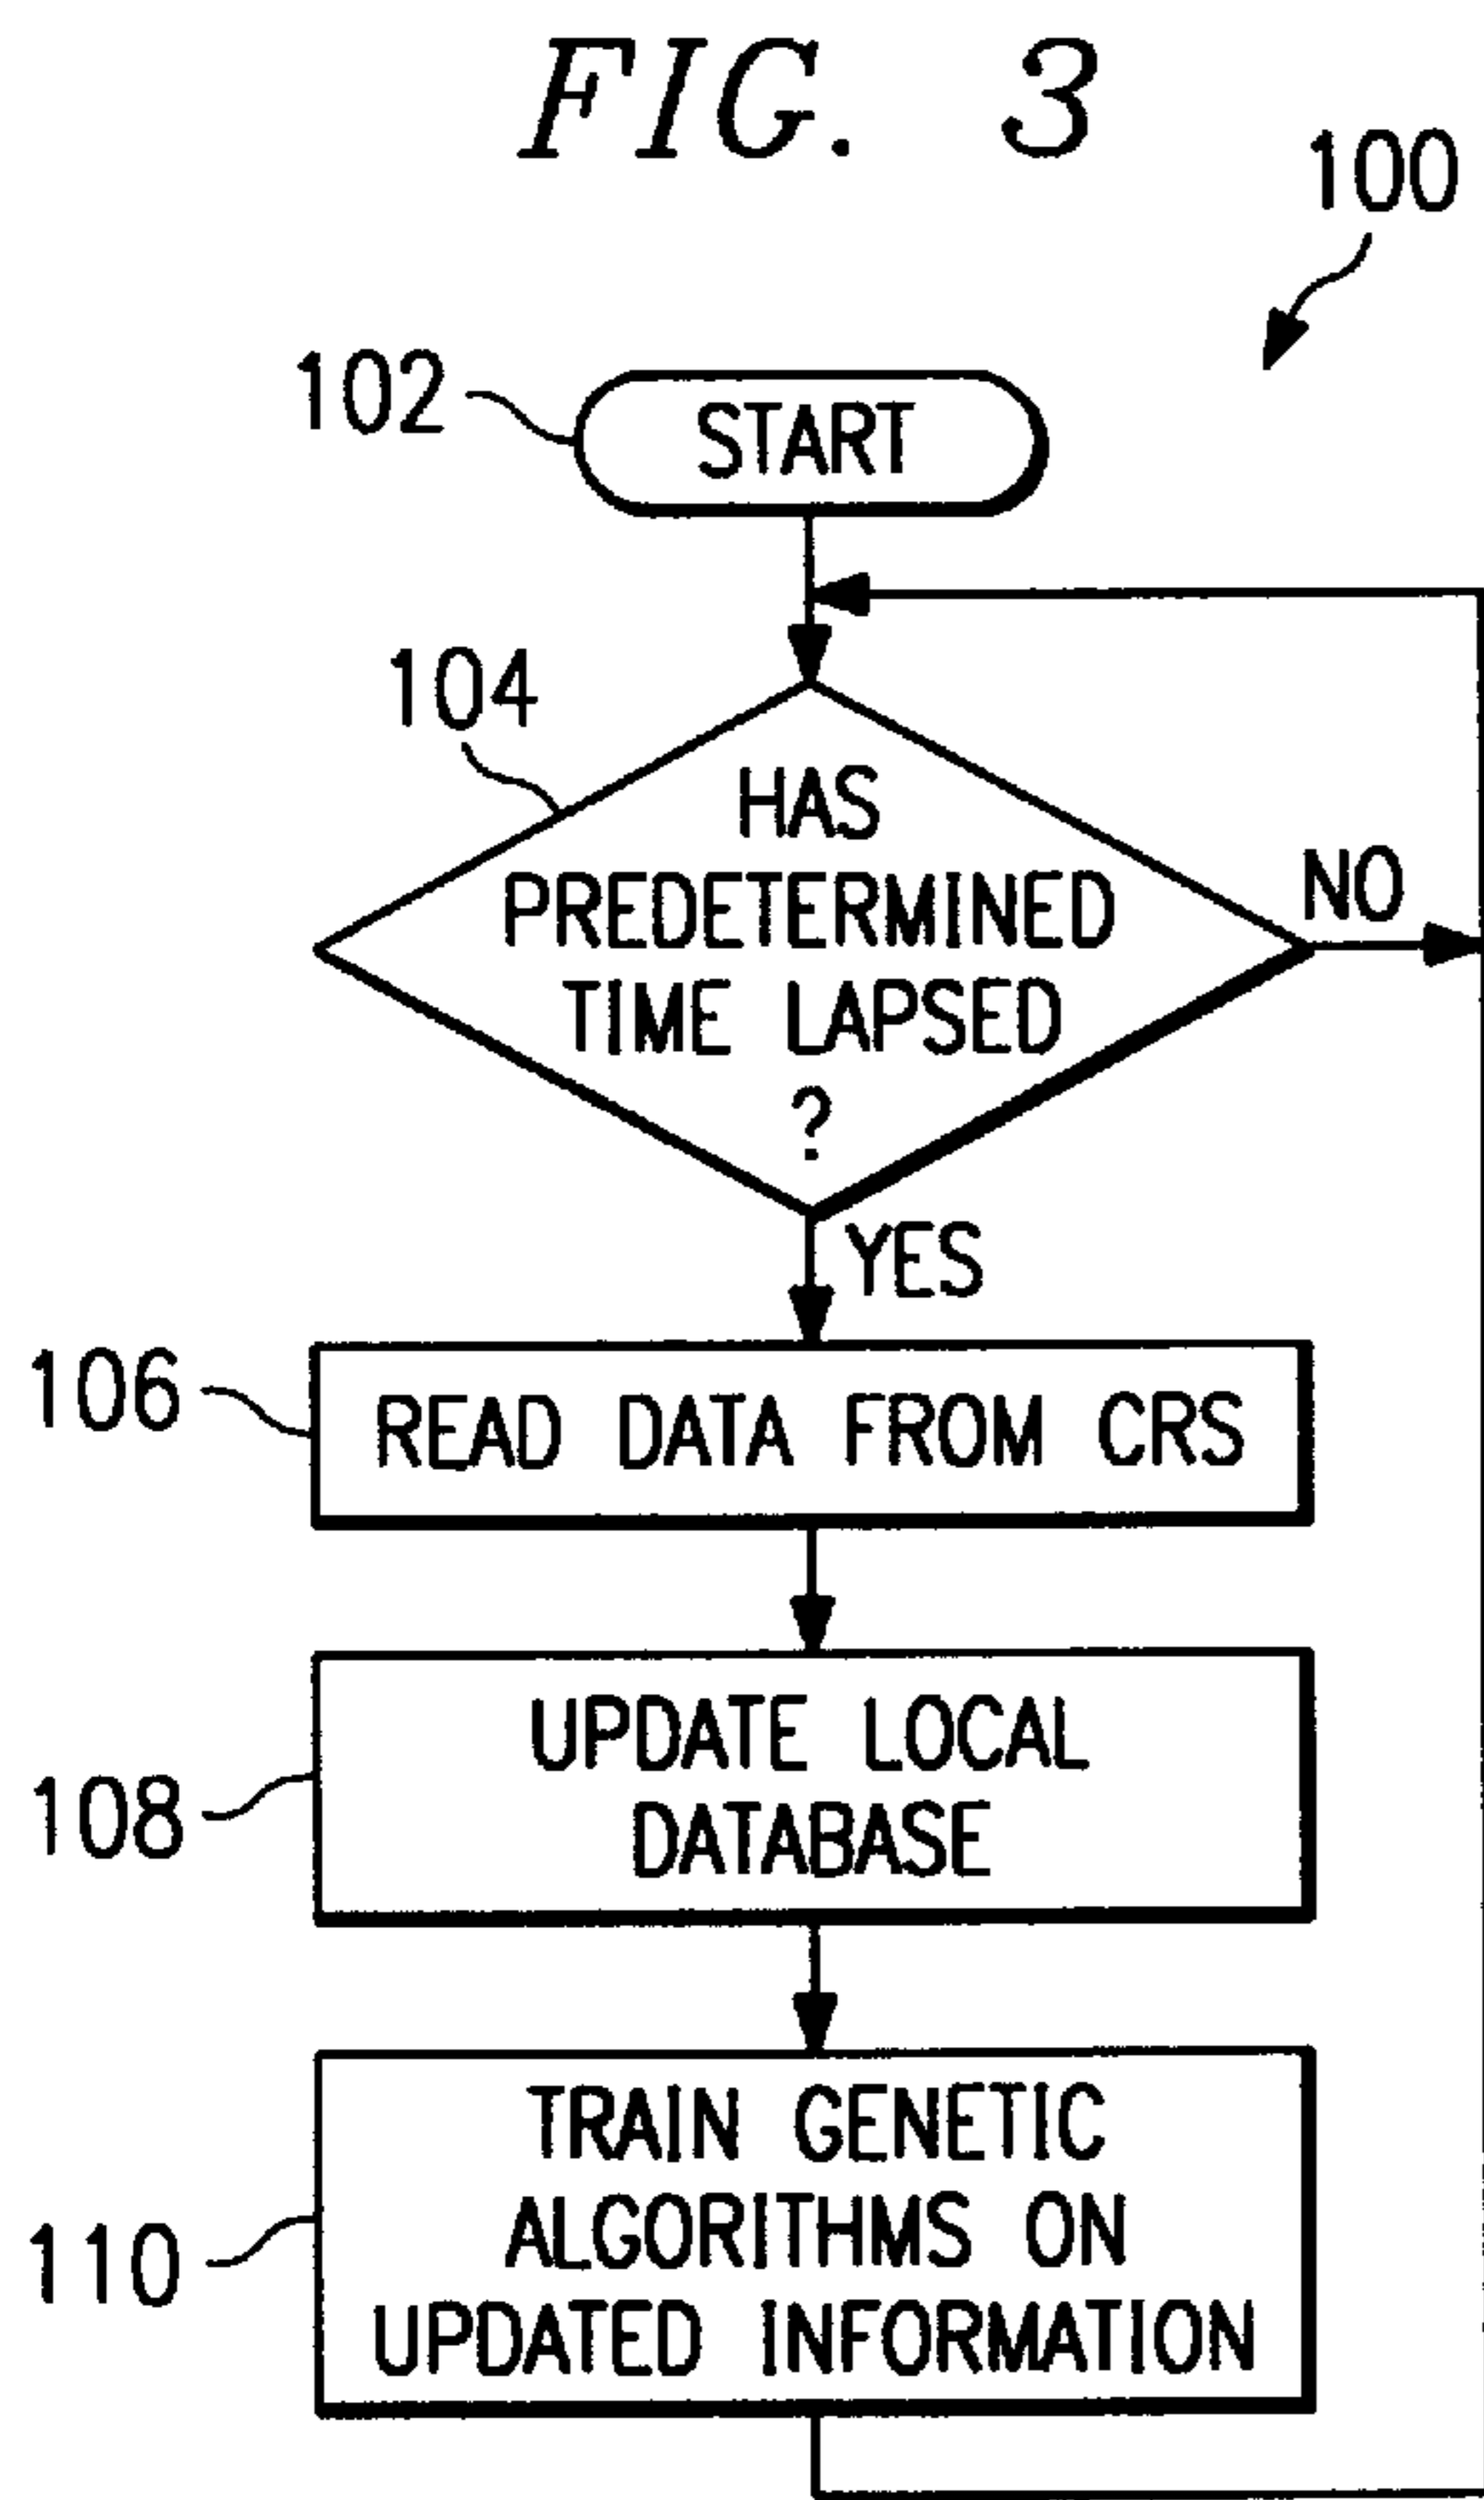 FIG. 3
100
102
START
104
HAS
PREDETERMINED
TIME LAPSED
?
NO
YES
106
READ DATA FROM CRS
108
UPDATE LOCAL
DATABASE
110
TRAIN GENETIC
ALGORITHMS ON
UPDATED INFORMATION